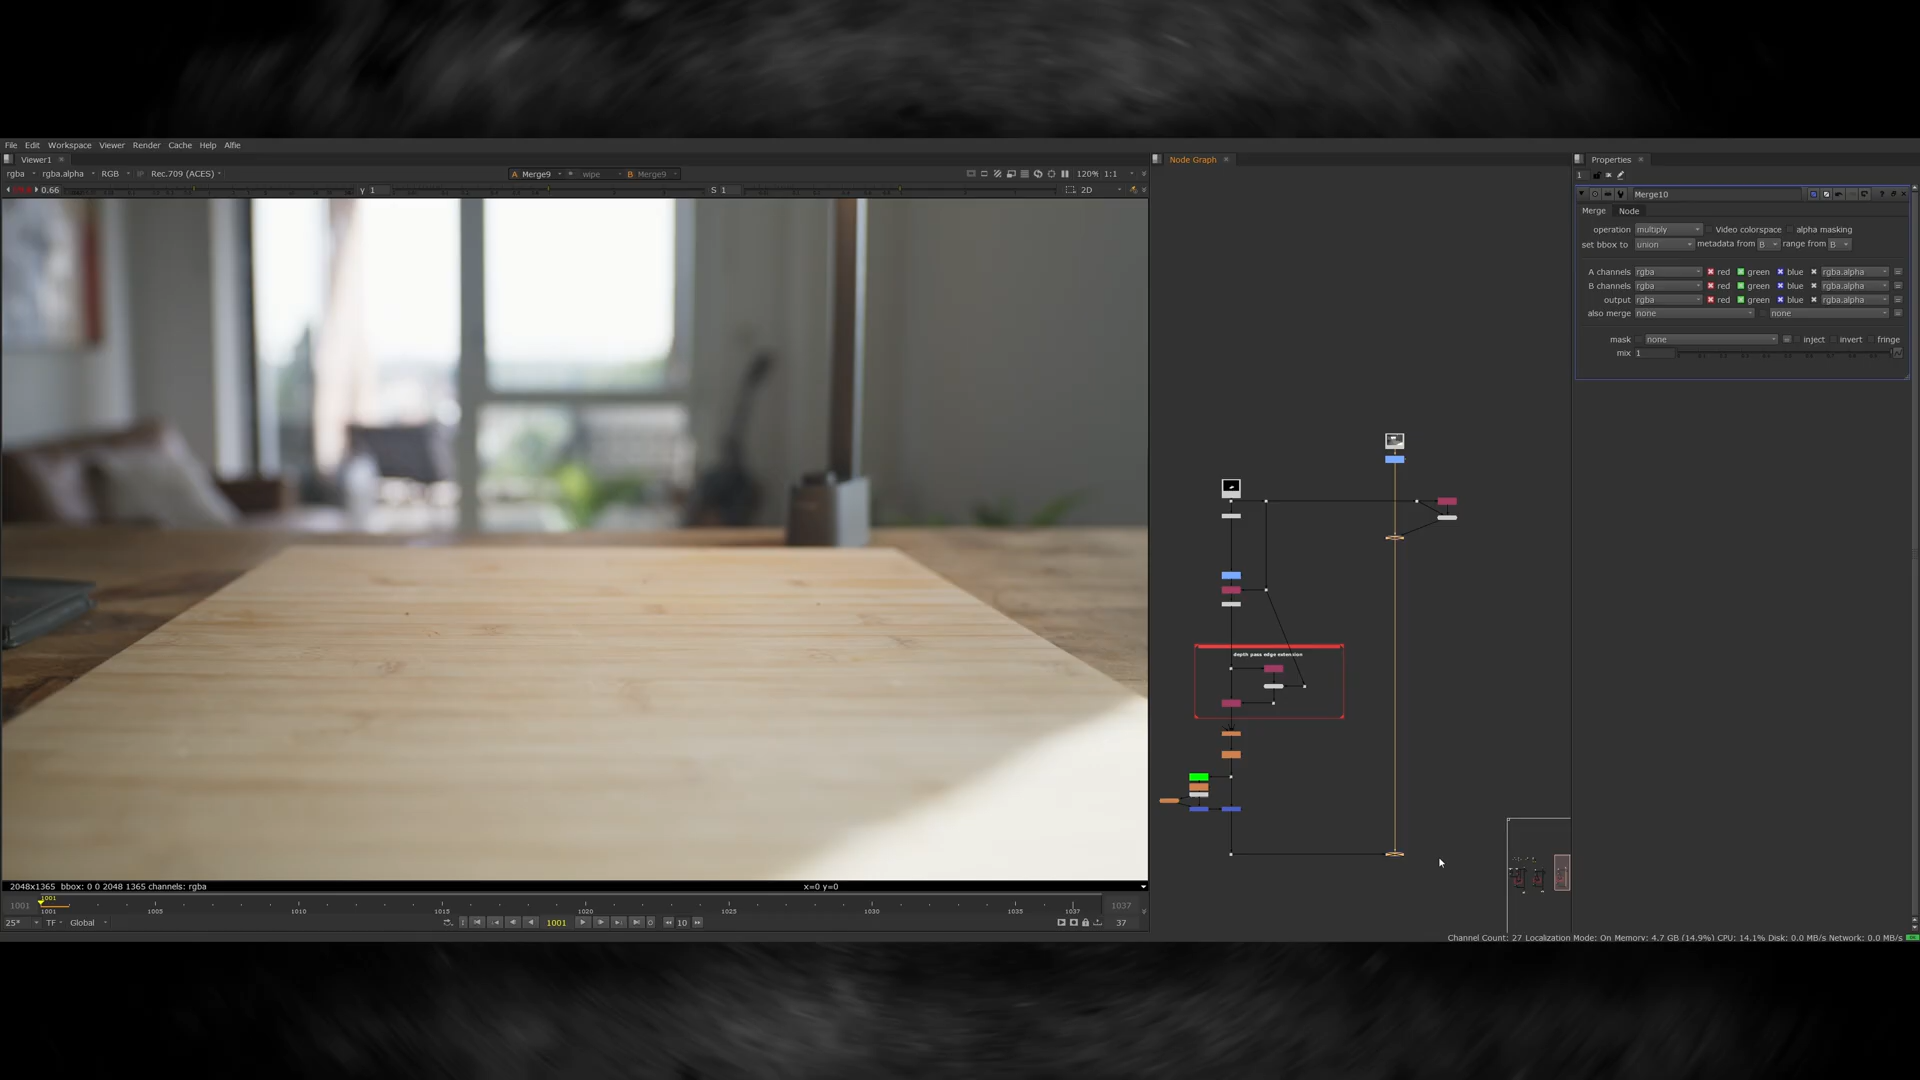 File Edit Workspace Viewer Render Cache Help Alfie
Viewer1
rgba rgba.alpha RGB Rec.709 (ACES) A Merge9 wipe B Merge9 120% 1:1
0.66 γ 1 S 1 2D
2048x1365 bbox: 0 0 2048 1365 channels: rgba x=0 y=0
1001 1001 1001 1005 1010 1015 1020 1025 1030 1035 1037 1037
25* TF Global 1001 10 37
Node Graph
depth pass edge extension
Properties
1
Merge10
Merge Node
operation multiply Video colorspace alpha masking
set bbox to union metadata from B range from B
A channels rgba red green blue rgba.alpha
B channels rgba red green blue rgba.alpha
output rgba red green blue rgba.alpha
also merge none none
mask none inject invert fringe
mix 1
Channel Count: 27 Localization Mode: On Memory: 4.7 GB (14.9%) CPU: 14.1% Disk: 0.0 MB/s Network: 0.0 MB/s